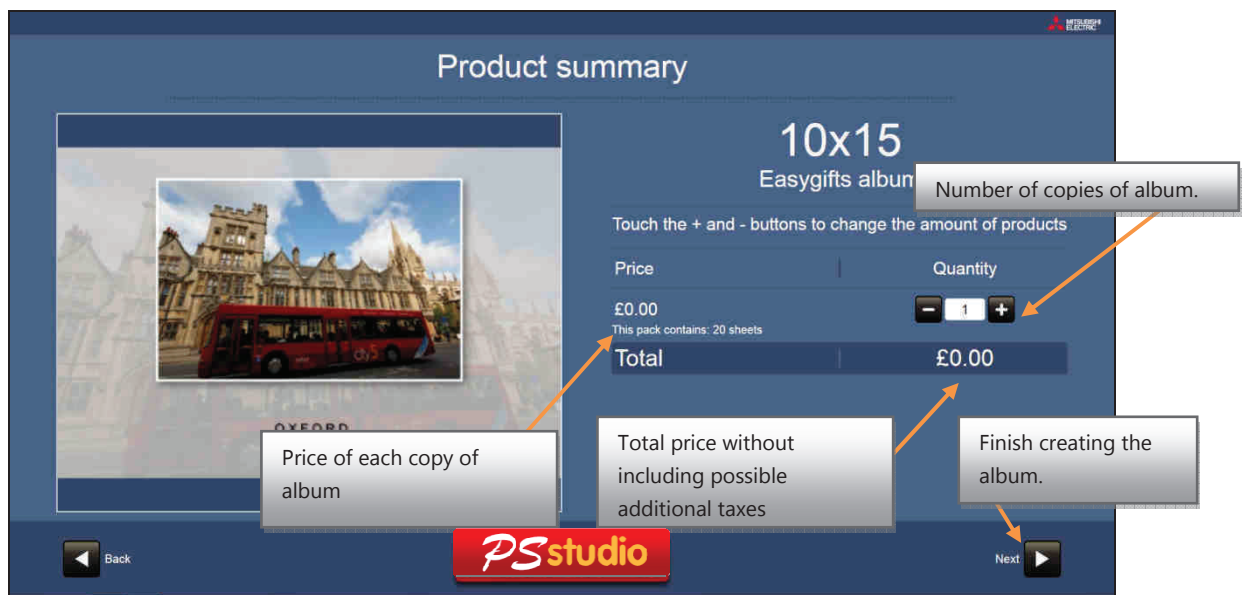 MITSUBISHI
ELECTRIC
Product summary
10x15
Easygifts album
Number of copies of album.
Touch the + and - buttons to change the amount of products
Price
Quantity
£0.00
- 1 +
This pack contains: 20 sheets
Total
£0.00
city5
OXFORD
Price of each copy of
album
Total price without
including possible
additional taxes
Finish creating the
album.
Back
PSstudio
Next